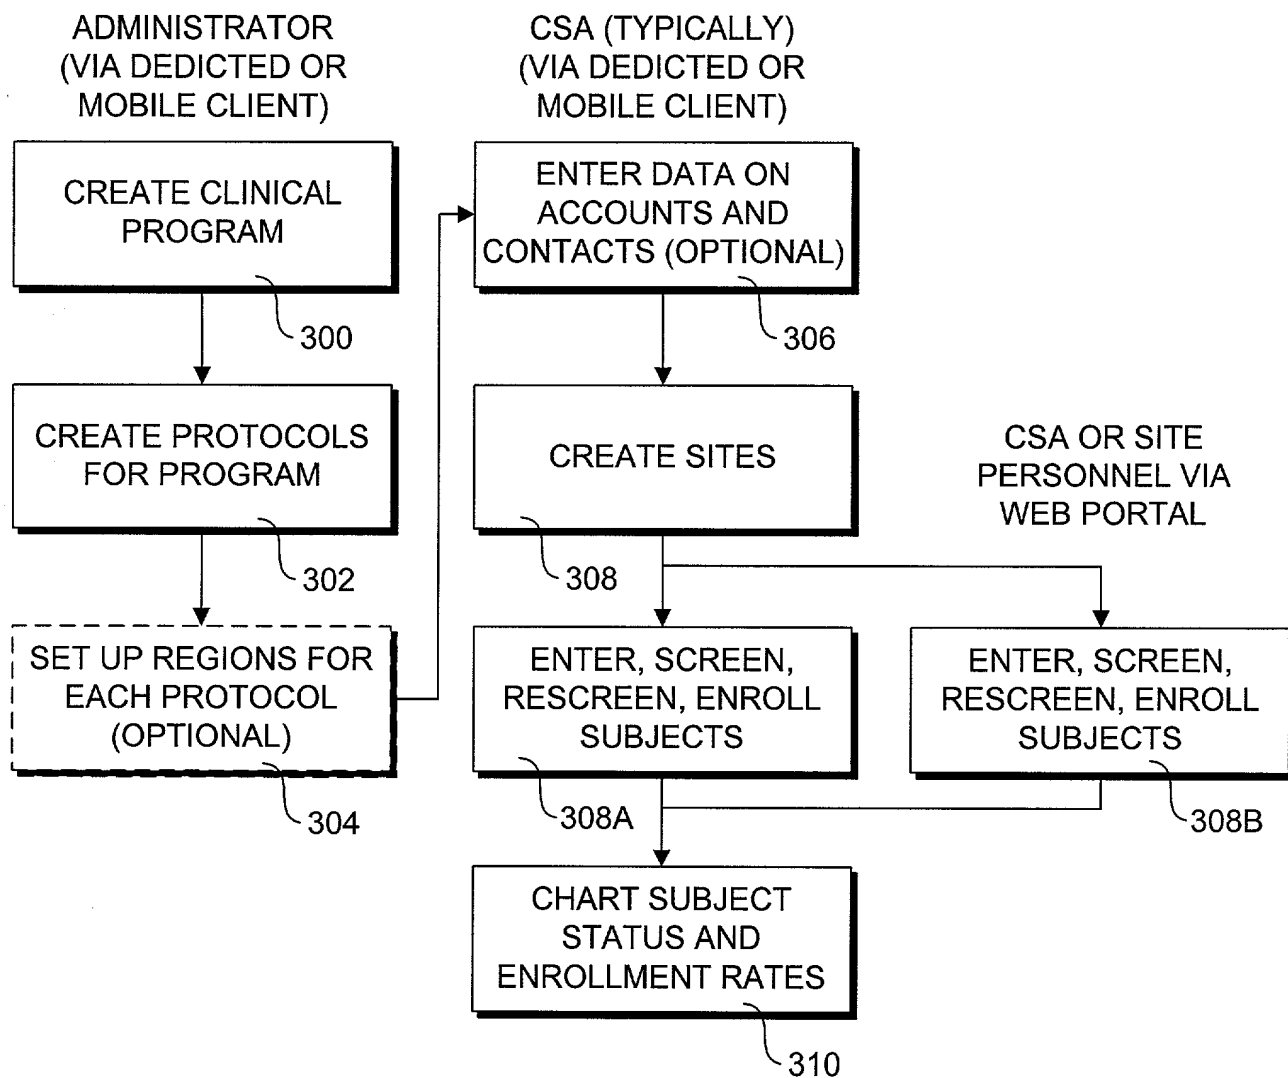 ADMINISTRATOR
(VIA DEDICTED OR
MOBILE CLIENT)
CREATE CLINICAL
PROGRAM
300
CREATE PROTOCOLS
FOR PROGRAM
302
SET UP REGIONS FOR
EACH PROTOCOL
(OPTIONAL)
304
CSA (TYPICALLY)
(VIA DEDICTED OR
MOBILE CLIENT)
ENTER DATA ON
ACCOUNTS AND
CONTACTS (OPTIONAL)
306
CREATE SITES
308
ENTER, SCREEN,
RESCREEN, ENROLL
SUBJECTS
308A
CSA OR SITE
PERSONNEL VIA
WEB PORTAL
ENTER, SCREEN,
RESCREEN, ENROLL
SUBJECTS
308B
CHART SUBJECT
STATUS AND
ENROLLMENT RATES
310